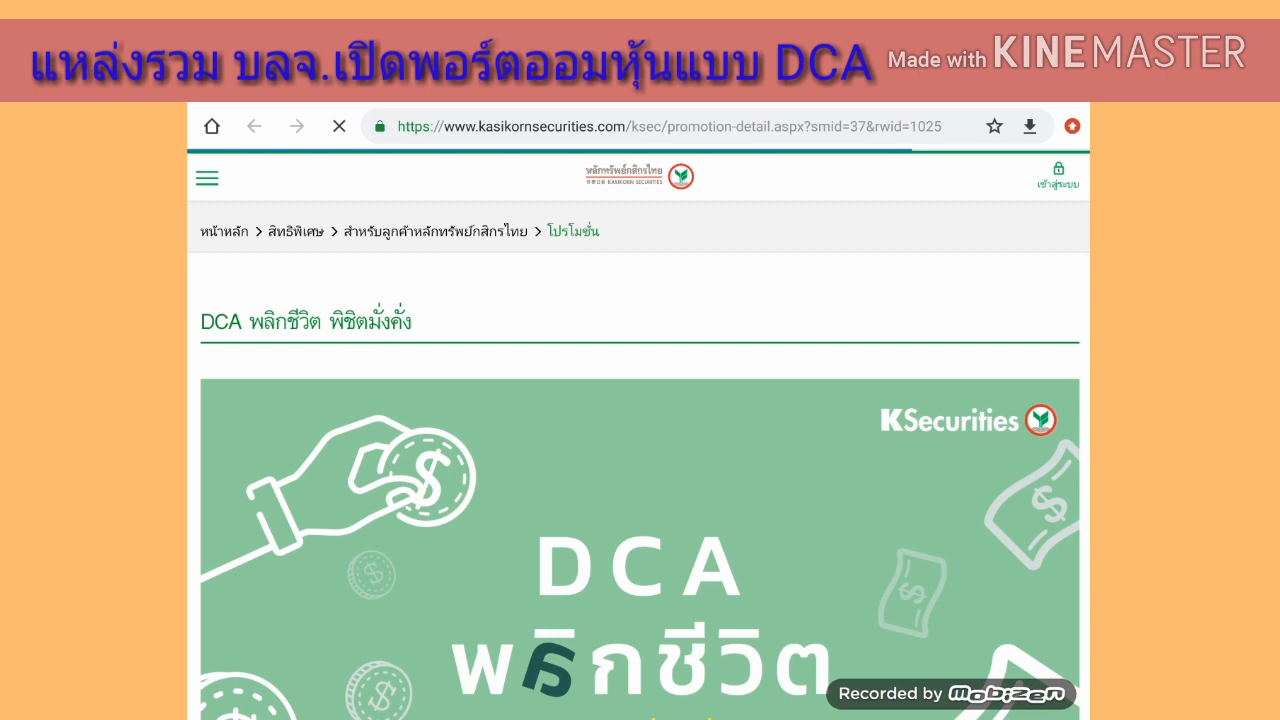 แหล่งรวม บลจ.เปิดพอร์ตออมหุ้นแบบ DCA
Made with KINEMASTER
https://www.kasikornsecurities.com/ksec/promotion-detail.aspx?smid=37&rwid=1025
หลักทรัพย์กสิกรไทย
KASIKORN SECURITIES
เข้าสู่ระบบ
หน้าหลัก > สิทธิพิเศษ > สำหรับลูกค้าหลักทรัพย์กสิกรไทย > โปรโมชั่น
DCA พลิกชีวิต พิชิตมั่งคั่ง
KSecurities
DCA
พลิกชีวิต
Recorded by mobizen